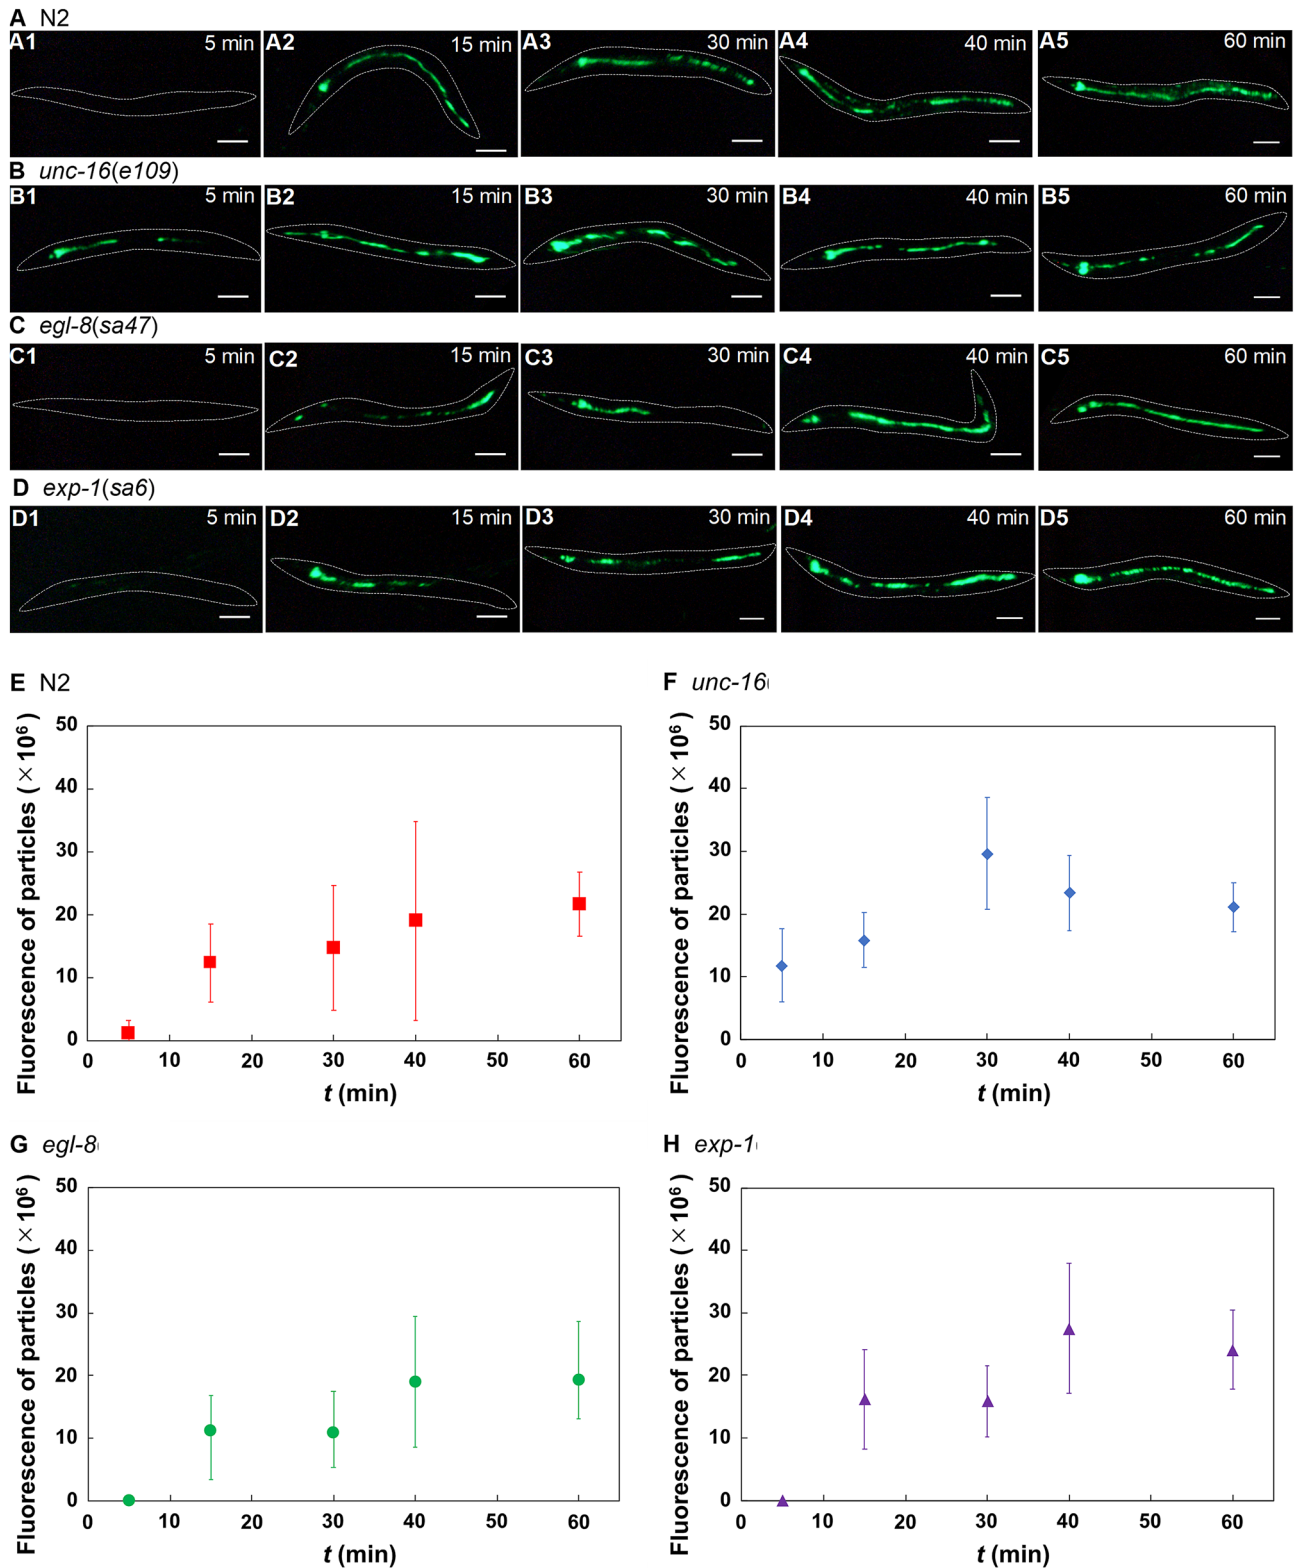 A N2
A1 5 min A2 15 min A3 30 min A4 40 min A5 60 min
B unc-16(e109)
B1 5 min B2 15 min B3 30 min B4 40 min B5 60 min
C egl-8(sa47)
C1 5 min C2 15 min C3 30 min C4 40 min C5 60 min
D exp-1(sa6)
D1 5 min D2 15 min D3 30 min D4 40 min D5 60 min
E N2
Fluorescence of particles (×10⁶)
50
40
30
20
10
0
0 10 20 30 40 50 60
t (min)
F unc-16
Fluorescence of particles (×10⁶)
50
40
30
20
10
0
0 10 20 30 40 50 60
t (min)
G egl-8
Fluorescence of particles (×10⁶)
50
40
30
20
10
0
0 10 20 30 40 50 60
t (min)
H exp-1
Fluorescence of particles (×10⁶)
50
40
30
20
10
0
0 10 20 30 40 50 60
t (min)